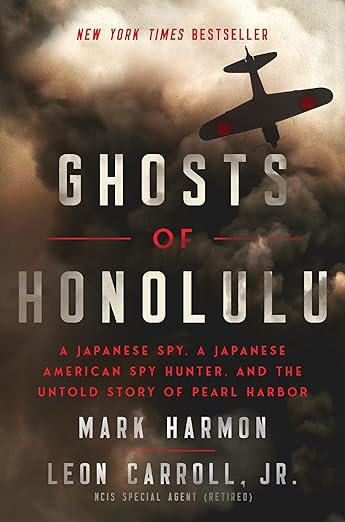 NEW YORK TIMES BESTSELLER
GHOSTS
OF
HONOLULU
A JAPANESE SPY, A JAPANESE
AMERICAN SPY HUNTER, AND THE
UNTOLD STORY OF PEARL HARBOR
MARK HARMON
LEON CARROLL, JR.
NCIS SPECIAL AGENT (RETIRED)